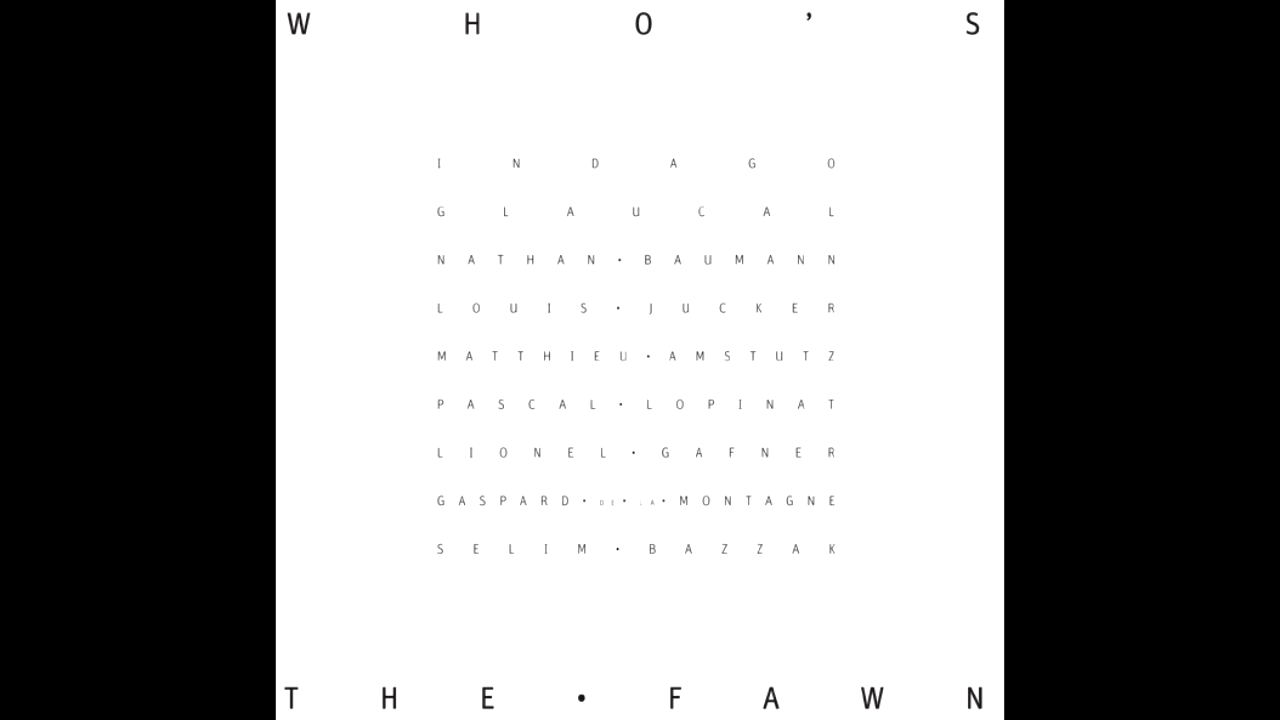 WHO’S
INDAGO
GLAUCAL
NATHAN•BAUMANN
LOUIS•JUCKER
MATTHIEU•AMSTUTZ
PASCAL•LOPINAT
LIONEL•GAFNER
GASPARD•DE•LA•MONTAGNE
SELIM•BAZZAK
THE•FAWN